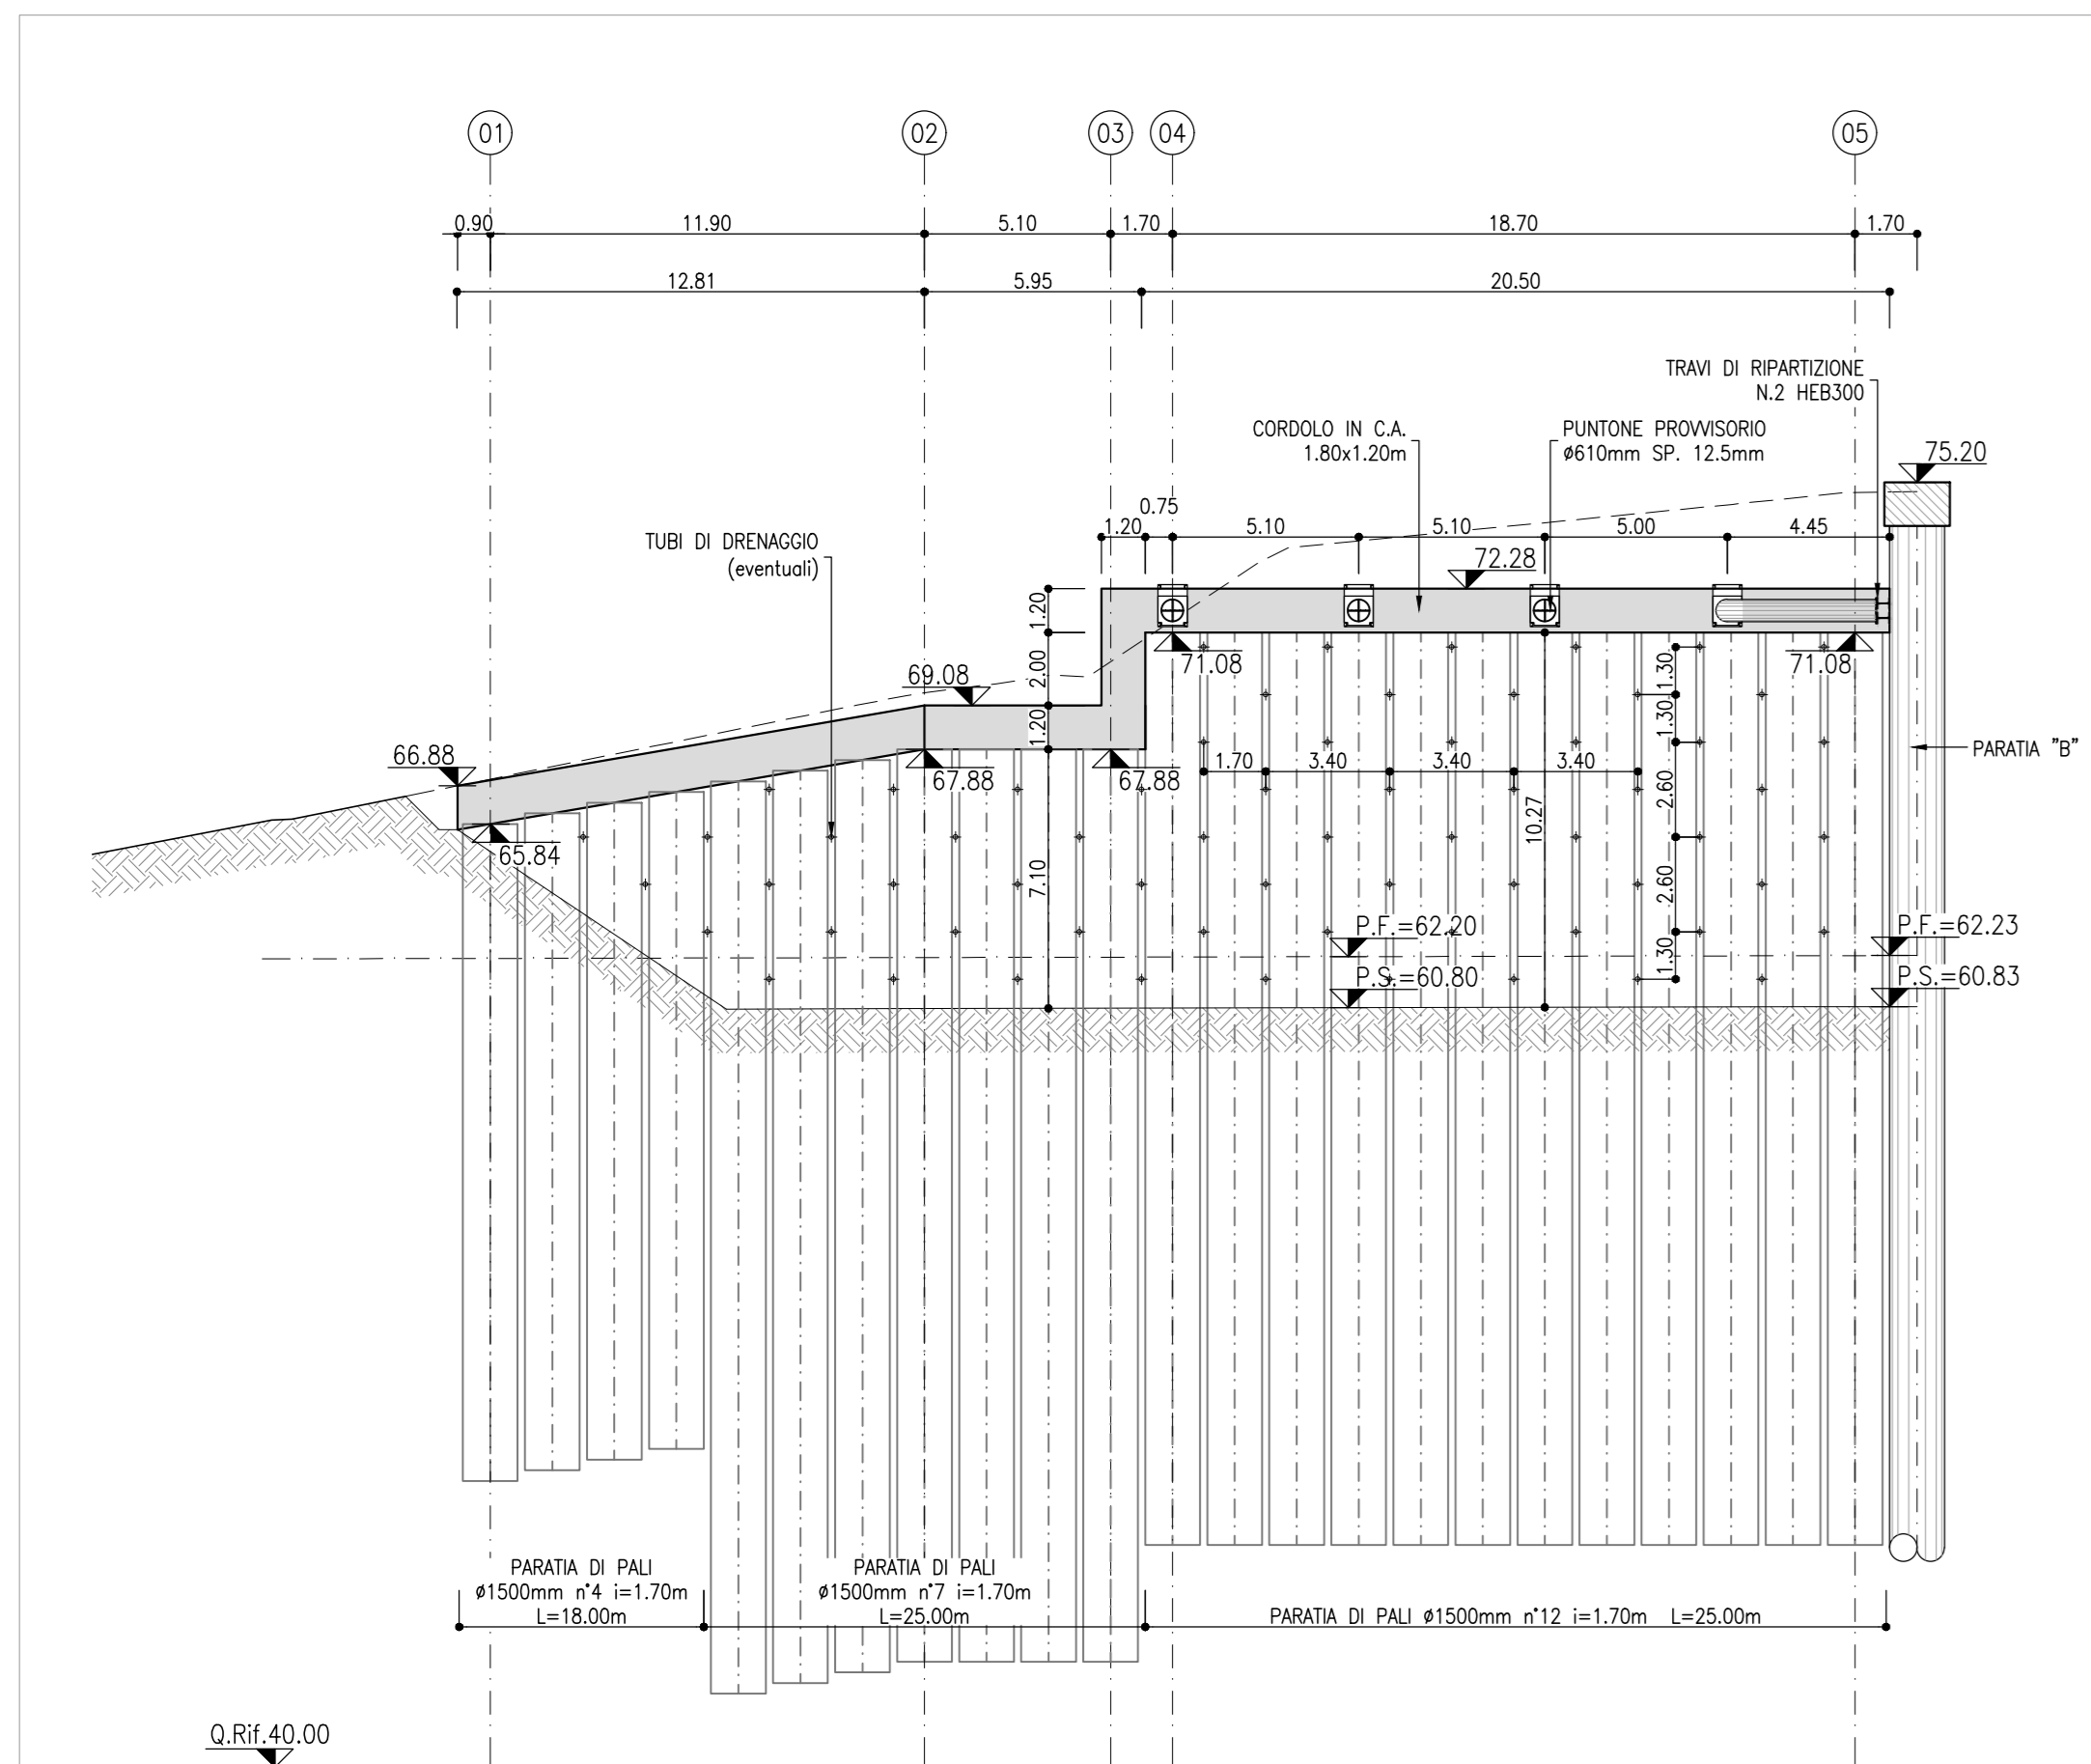 01
02
03
04
05
0.90
11.90
5.10
1.70
18.70
1.70
12.81
5.95
20.50
TRAVI DI RIPARTIZIONE
N.2 HEB300
CORDOLO IN C.A.
1.80x1.20m
PUNTONE PROVVISORIO
ø610mm SP. 12.5mm
75.20
0.75
1.20
5.10
5.10
5.00
4.45
TUBI DI DRENAGGIO
(eventuali)
72.28
1.20
2.00
1.20
71.08
71.08
69.08
1.30
1.30
2.60
2.60
1.30
66.88
67.88
67.88
1.70
3.40
3.40
3.40
PARATIA "B"
65.84
7.10
10.27
P.F.=62.20
P.F.=62.23
P.S.=60.80
P.S.=60.83
PARATIA DI PALI
ø1500mm n°4 i=1.70m
L=18.00m
PARATIA DI PALI
ø1500mm n°7 i=1.70m
L=25.00m
PARATIA DI PALI ø1500mm n°12 i=1.70m L=25.00m
Q.Rif.40.00